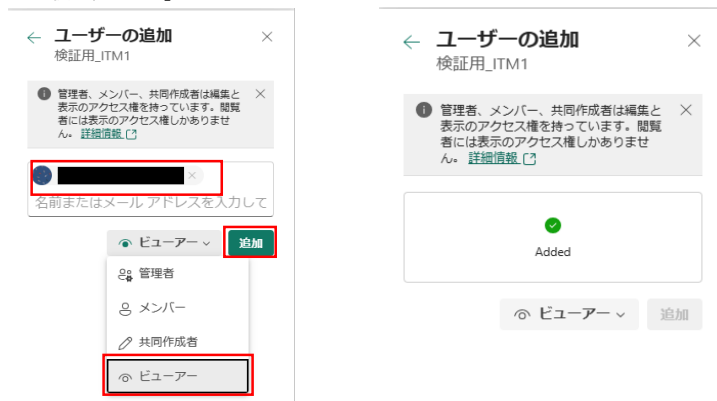 ユーザーの追加
検証用_ITM1
管理者、メンバー、共同作成者は編集と
表示のアクセス権を持っています。閲覧
者には表示のアクセス権しかありませ
ん。 詳細情報
名前またはメール アドレスを入力して
ビューアー
追加
管理者
メンバー
共同作成者
ビューアー
ユーザーの追加
検証用_ITM1
管理者、メンバー、共同作成者は編集と
表示のアクセス権を持っています。閲覧
者には表示のアクセス権しかありませ
ん。 詳細情報
Added
ビューアー
追加